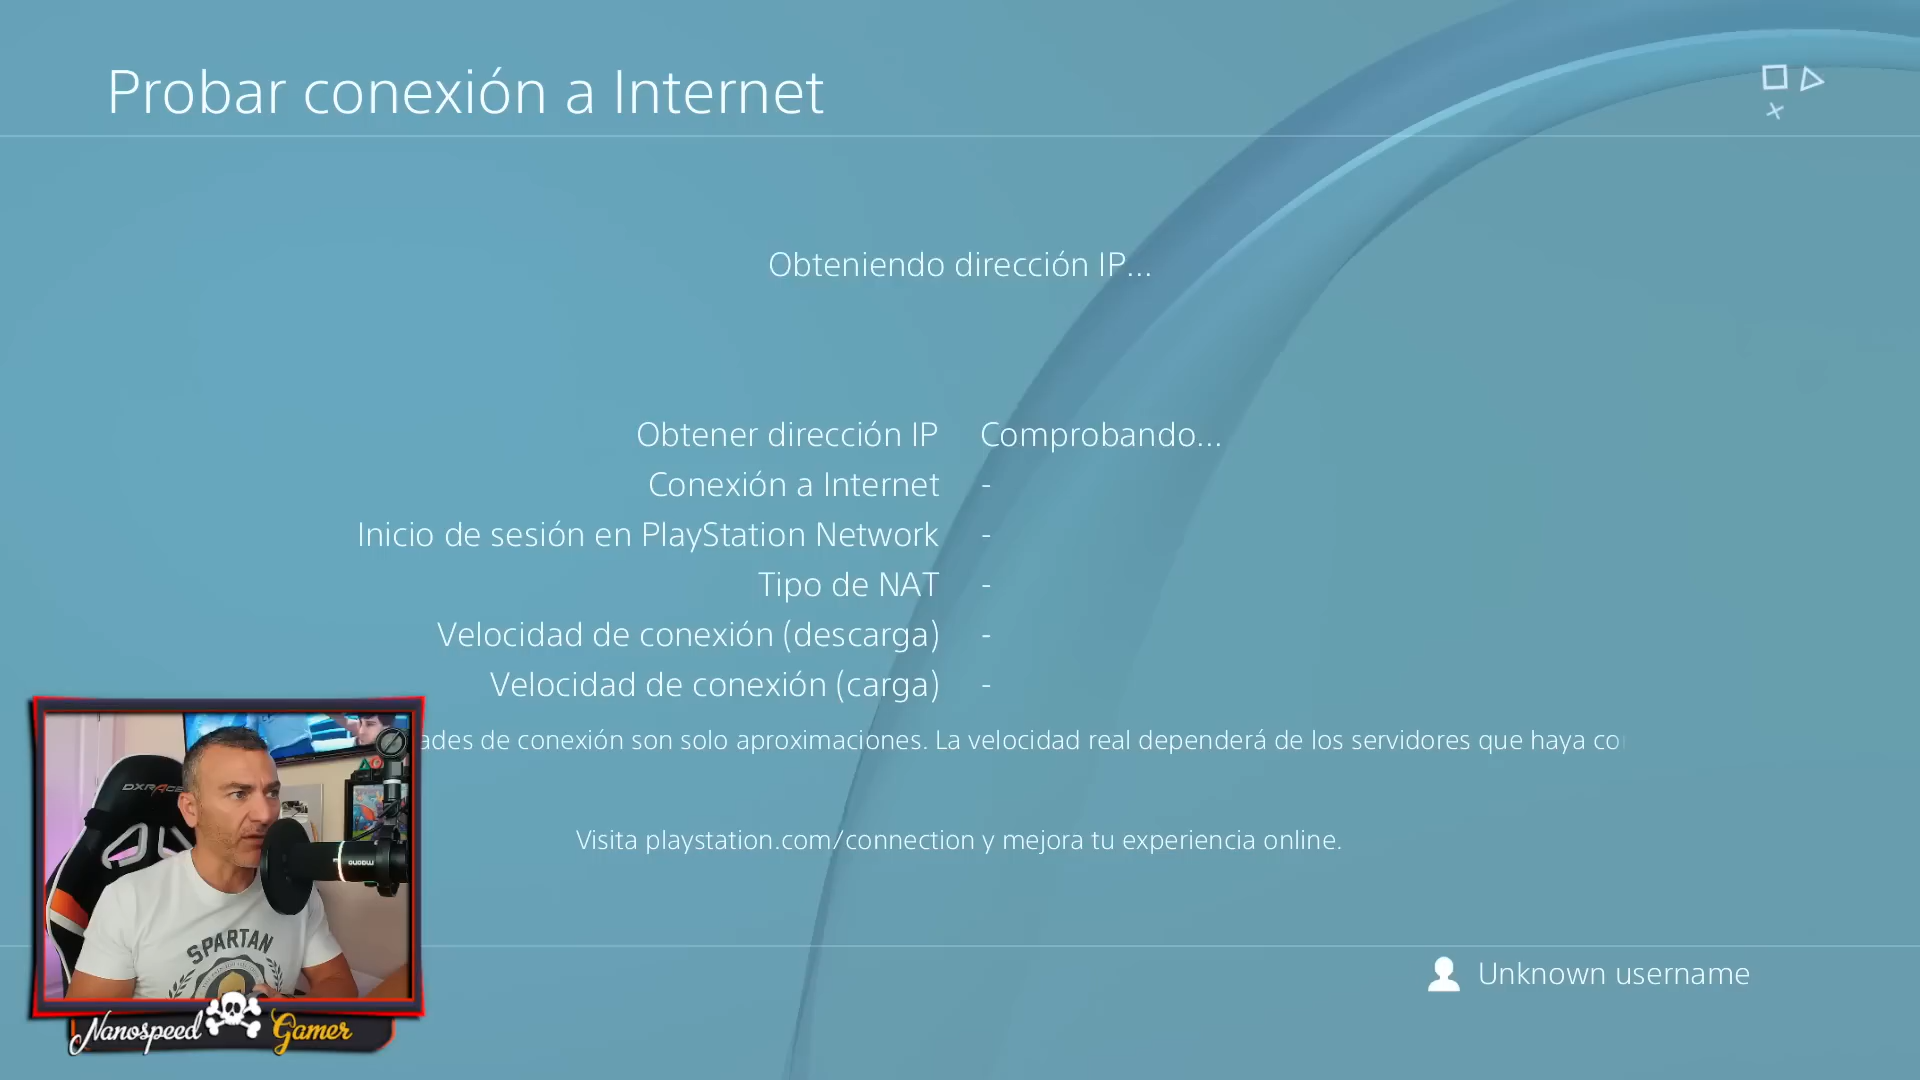 Probar conexión a Internet
Obteniendo dirección IP...
Obtener dirección IP Comprobando...
Conexión a Internet -
Inicio de sesión en PlayStation Network -
Tipo de NAT -
Velocidad de conexión (descarga) -
Velocidad de conexión (carga) -
de conexión son solo aproximaciones. La velocidad real dependerá de los servidores que haya
Visita playstation.com/connection y mejora tu experiencia online.
Unknown username
DXRACER
maono
SPARTAN
Nanospeed Gamer